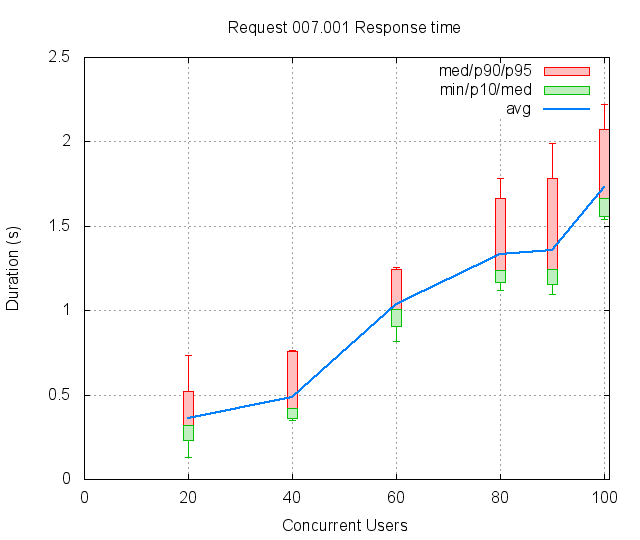 Request 007.001 Response time
2.5
2
1.5
1
0.5
0
Duration (s)
med/p90/p95
min/p10/med
avg
0 20 40 60 80 100
Concurrent Users